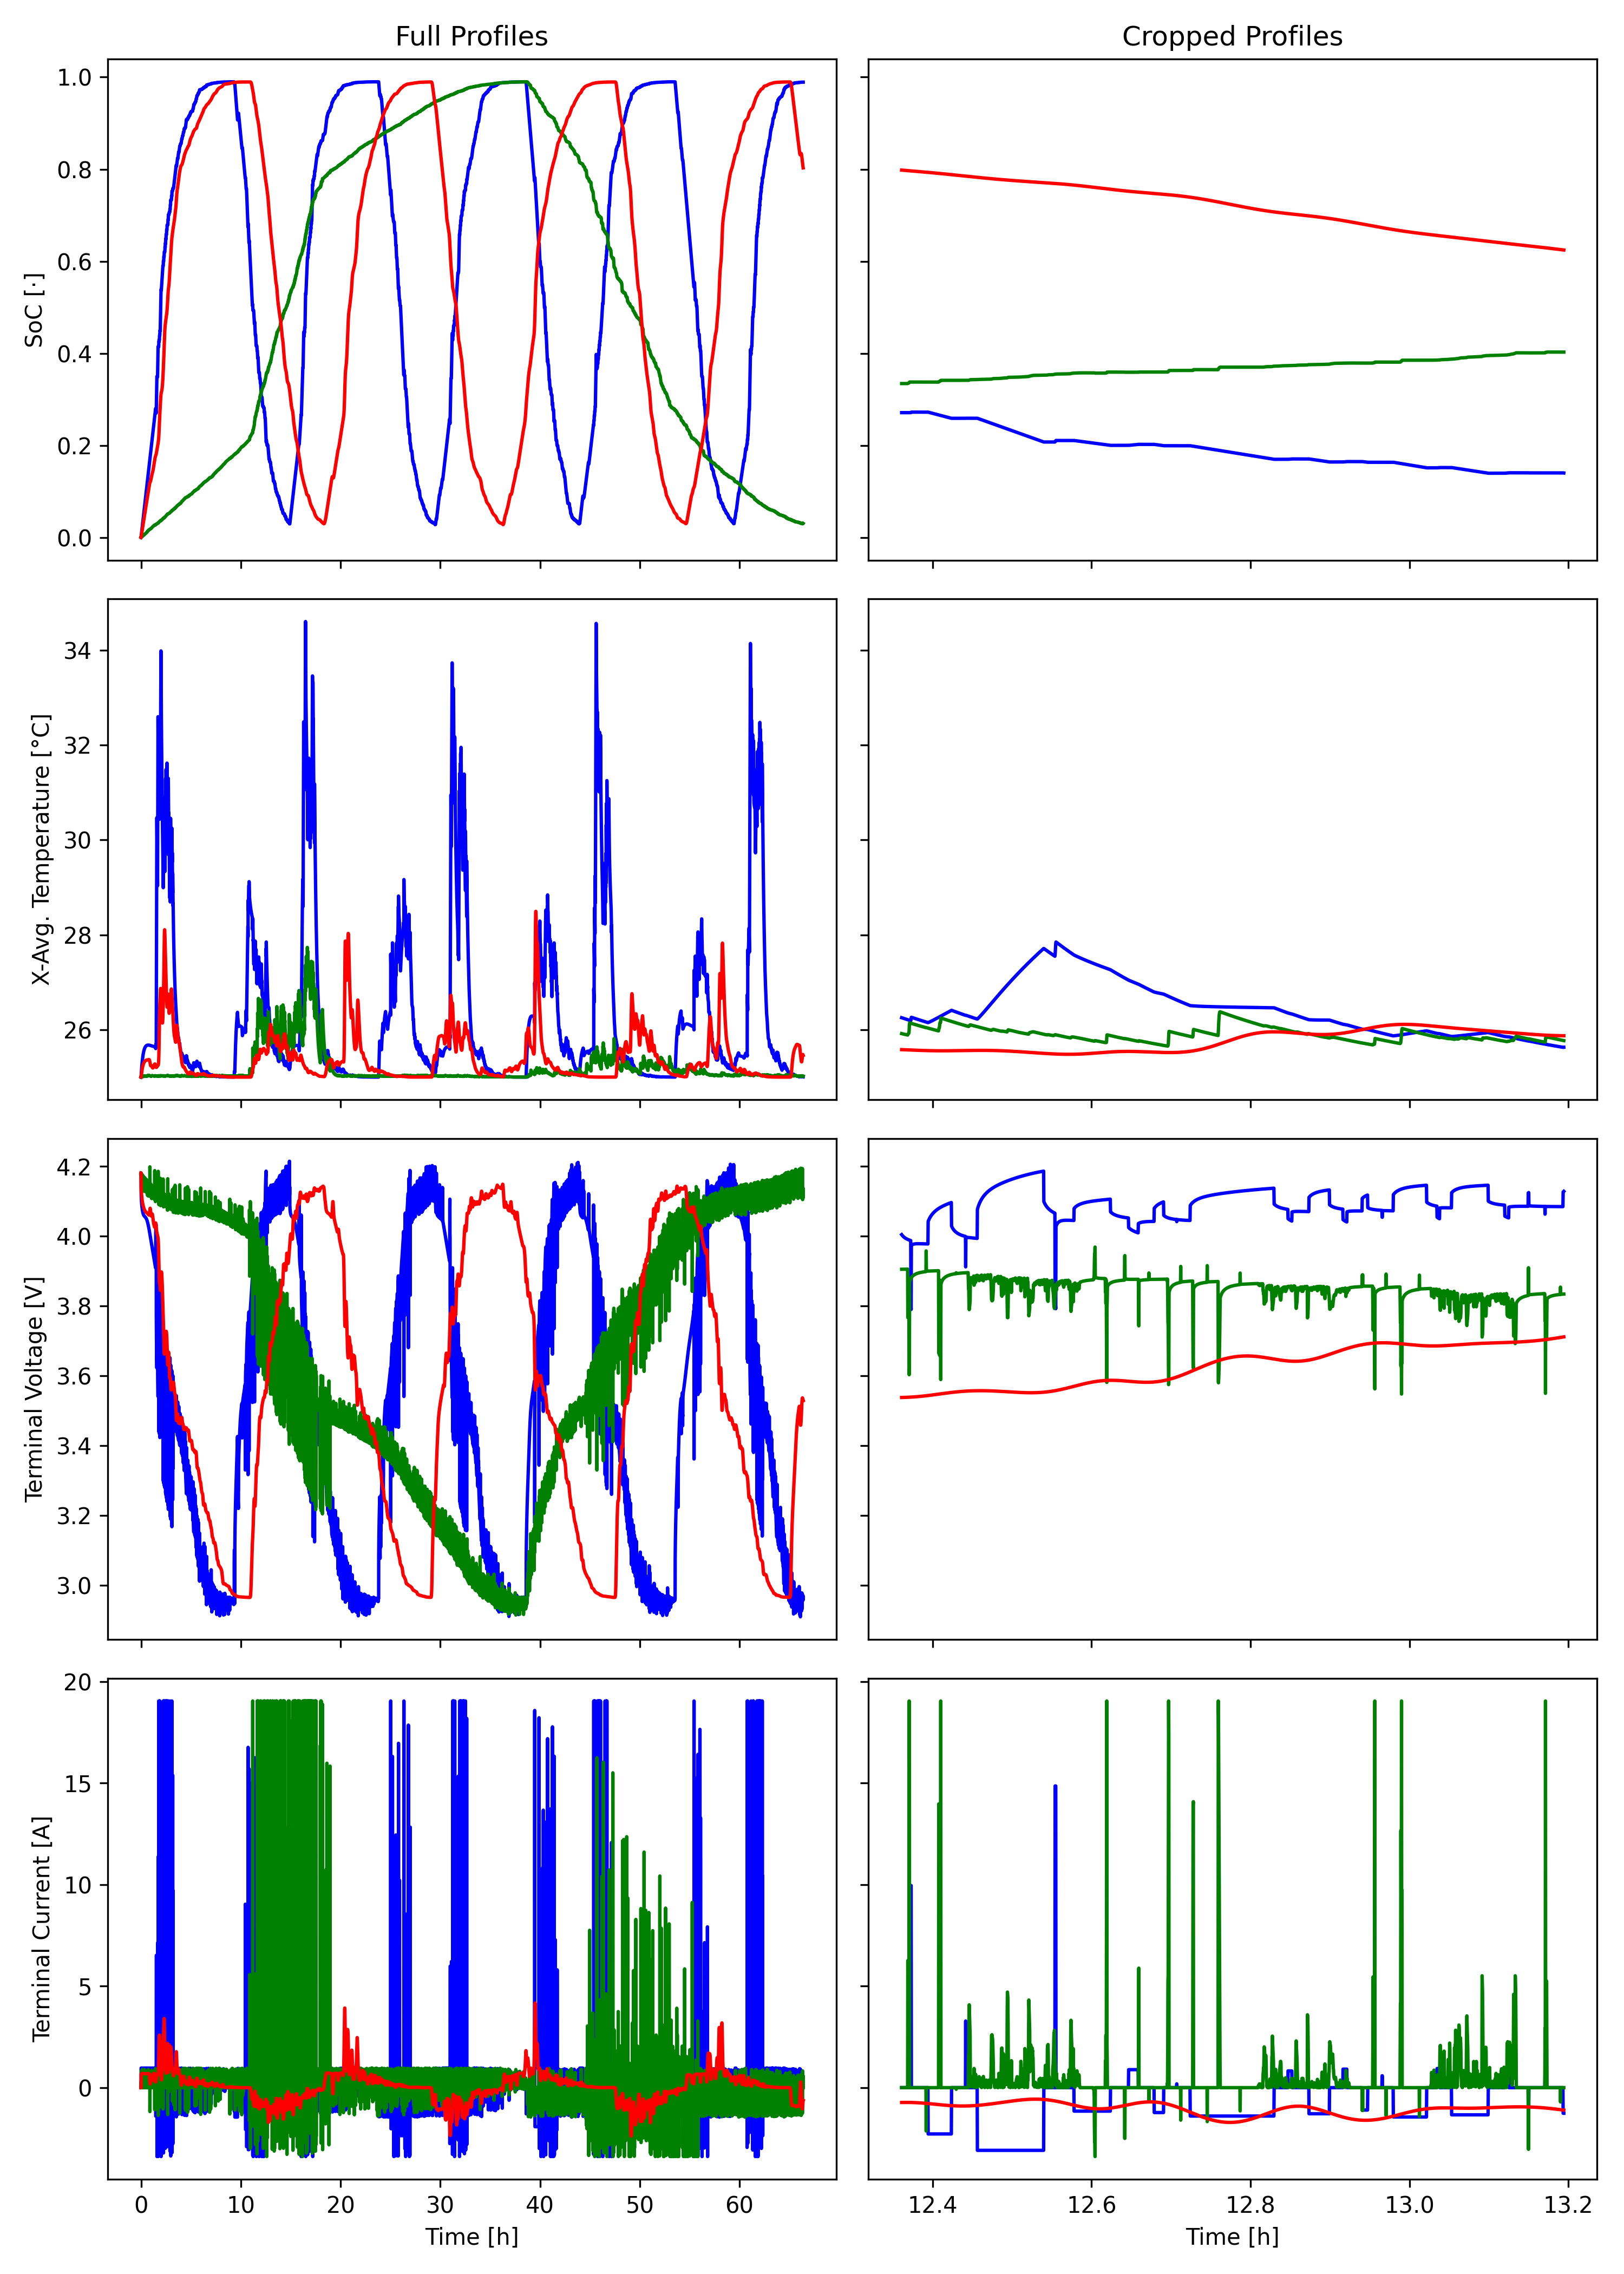 Full Profiles
Cropped Profiles
SoC [·]
1.0
0.8
0.6
0.4
0.2
0.0
X-Avg. Temperature [°C]
34
32
30
28
26
Terminal Voltage [V]
4.2
4.0
3.8
3.6
3.4
3.2
3.0
Terminal Current [A]
20
15
10
5
0
0 10 20 30 40 50 60
12.4 12.6 12.8 13.0 13.2
Time [h]
Time [h]